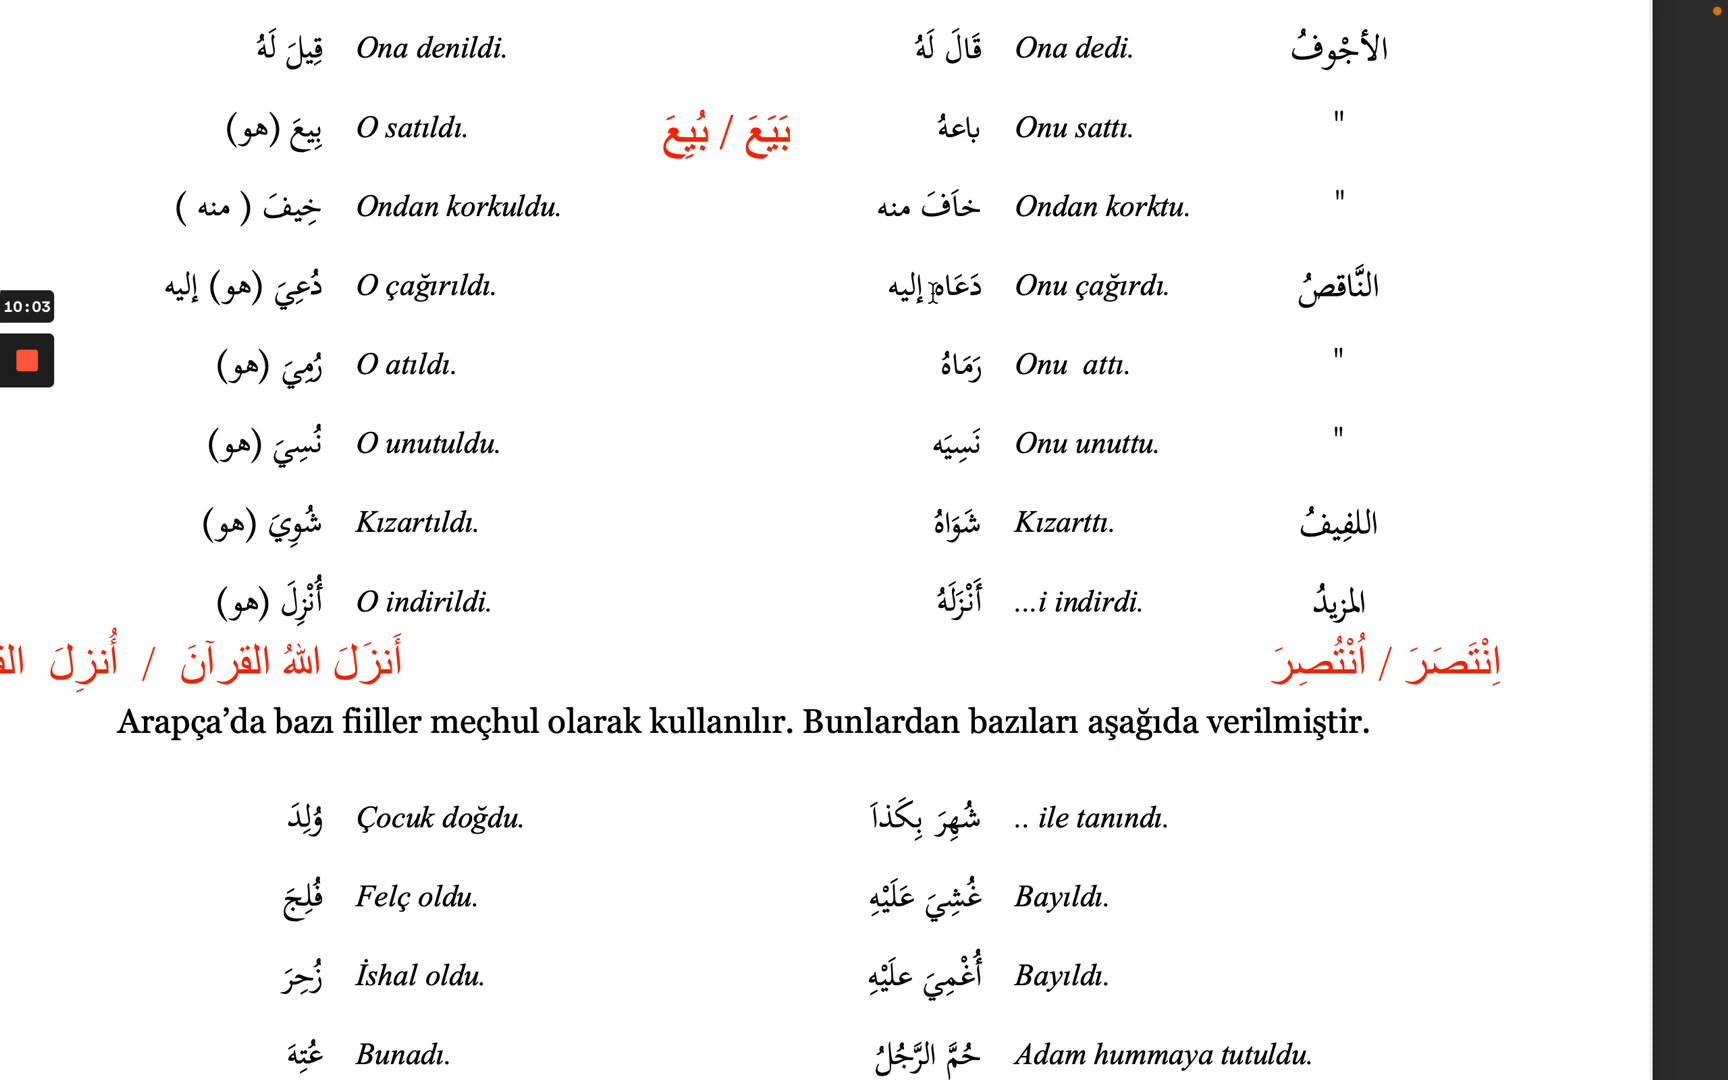 الأجْوفُ Ona dedi. قَالَ لَهُ Ona denildi. قِيلَ لَهُ
" Onu sattı. باعهُ بَيَعَ / بُيِعَ O satıldı. بِيعَ (هو)
" Ondan korktu. خاَفَ منه Ondan korkuldu. خِيفَ ( منه )
النَّاقصُ Onu çağırdı. دَعَاه إليه O çağırıldı. دُعِيَ (هو) إليه
10:03
" Onu attı. رَمَاهُ O atıldı. رُمِيَ (هو)
" Onu unuttu. نَسِيَه O unutuldu. نُسِيَ (هو)
اللفِيفُ Kızarttı. شَوَاهُ Kızartıldı. شُوِيَ (هو)
المزيدُ ...i indirdi. أَنْزَلَهُ O indirildi. أُنْزِلَ (هو)
اِنْتَصَرَ / اُنْتُصِرَ أَنزَلَ اللهُ القرآنَ / أُنزِلَ
Arapça’da bazı fiiller meçhul olarak kullanılır. Bunlardan bazıları aşağıda verilmiştir.
.. ile tanındı. شُهِرَ بِكَذاَ Çocuk doğdu. وُلِدَ
Bayıldı. غُشِيَ عَلَيْهِ Felç oldu. فُلِجَ
Bayıldı. أُغْمِيَ علَيْهِ İshal oldu. زُحِرَ
Adam hummaya tutuldu. حُمَّ الرَّجُلُ Bunadı. عُتِهَ